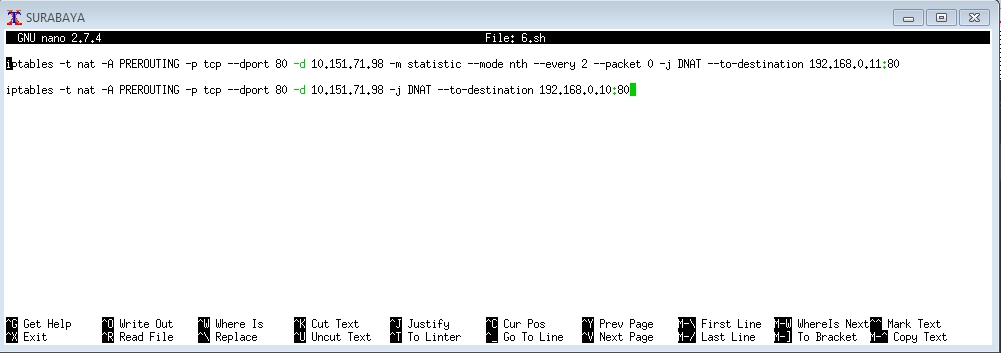 SURABAYA
GNU nano 2.7.4 File: 6.sh
iptables -t nat -A PREROUTING -p tcp --dport 80 -d 10.151.71.98 -m statistic --mode nth --every 2 --packet 0 -j DNAT --to-destination 192.168.0.11:80
iptables -t nat -A PREROUTING -p tcp --dport 80 -d 10.151.71.98 -j DNAT --to-destination 192.168.0.10:80
^G Get Help ^O Write Out ^W Where Is ^K Cut Text ^J Justify ^C Cur Pos ^Y Prev Page M-\ First Line M-W WhereIs Next ^^ Mark Text
^X Exit ^R Read File ^\ Replace ^U Uncut Text ^T To Linter ^_ Go To Line ^V Next Page M-/ Last Line M-] To Bracket M-^ Copy Text